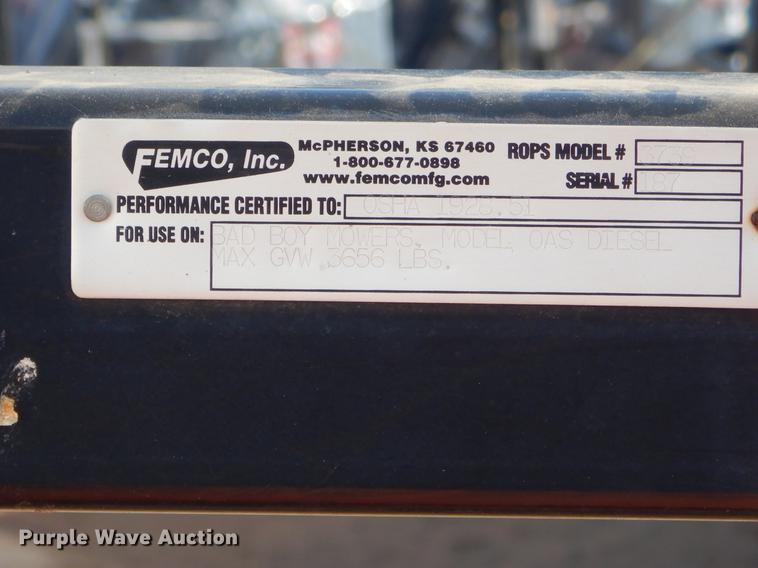 FEMCO, Inc.
McPHERSON, KS 67460
1-800-677-0898
www.femcomfg.com
ROPS MODEL #
SERIAL # 187
PERFORMANCE CERTIFIED TO: OSHA 1928.51
FOR USE ON: BAD BOY MOWERS, MODEL OAS DIESEL
MAX GVW 3656 LBS.
Purple Wave Auction